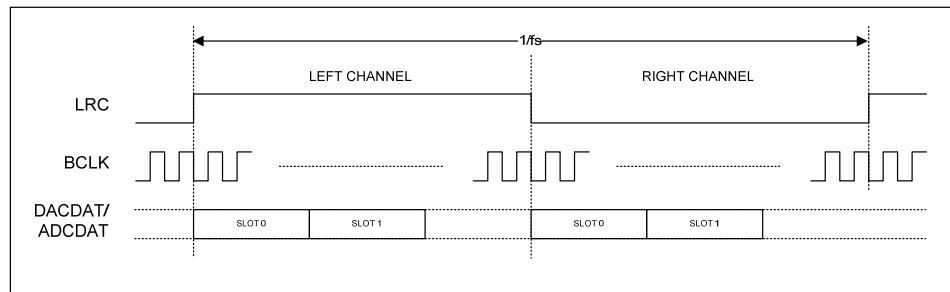 1/fs
LEFT CHANNEL
RIGHT CHANNEL
LRC
BCLK
DACDAT/
ADCDAT
SLOT 0
SLOT 1
SLOT 0
SLOT 1